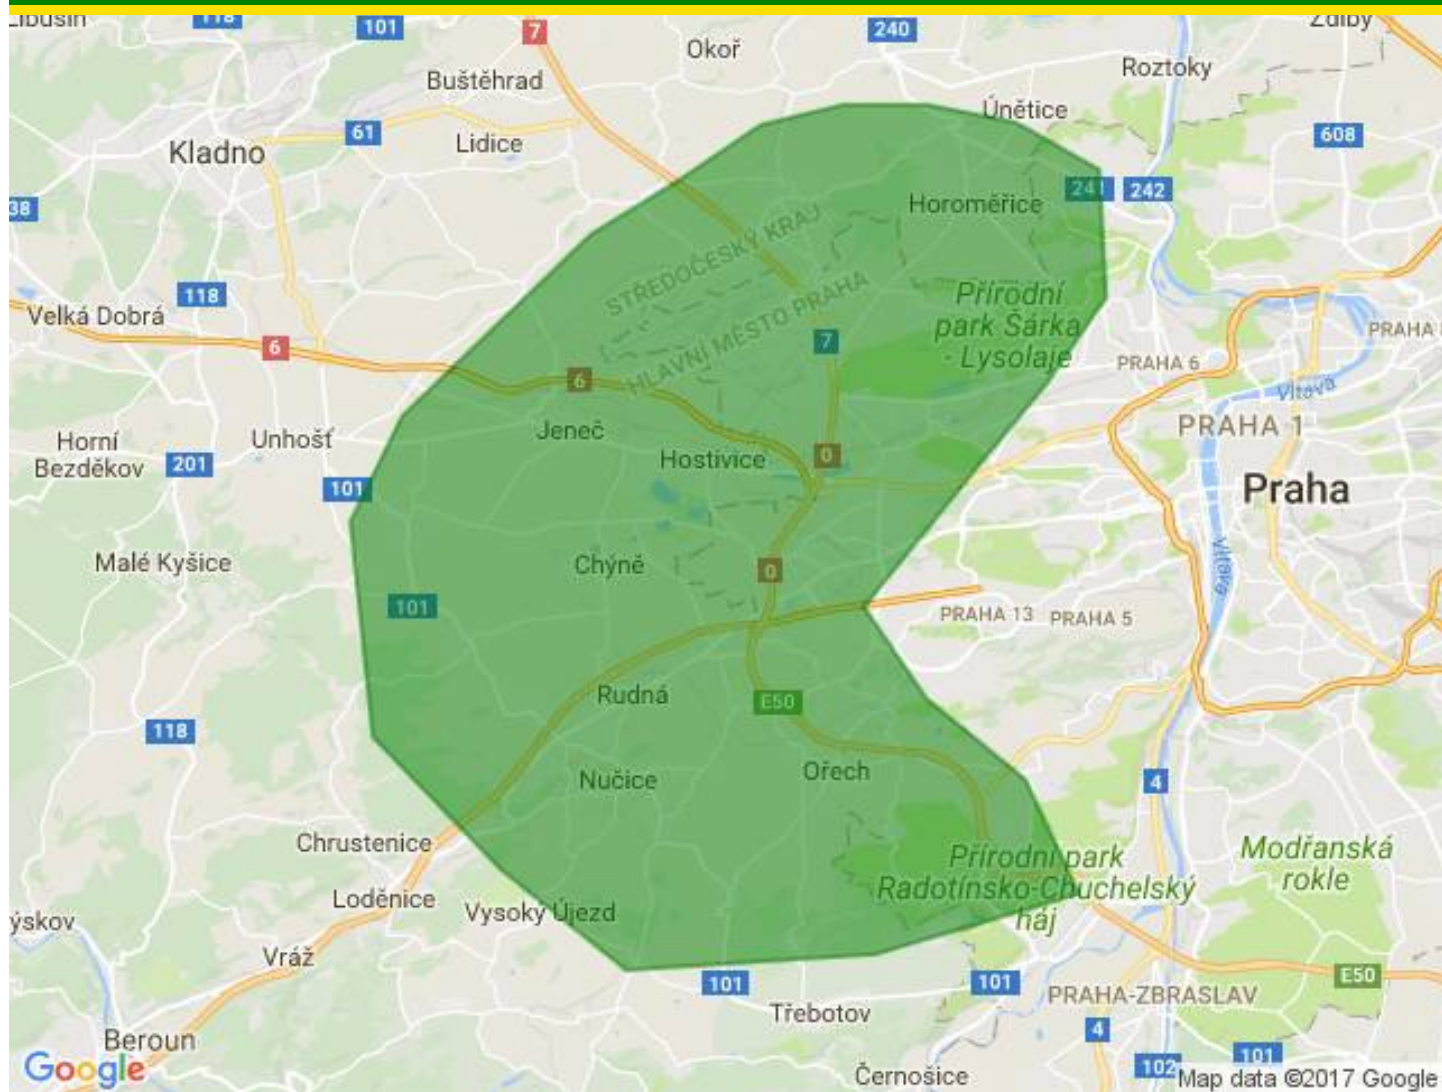 Libušín
118
101
7
240
Zdiby
Okoř
Roztoky
Buštěhrad
Únětice
61
Lidice
608
Kladno
241
242
38
Horoměřice
STŘEDOČESKÝ KRAJ
118
Přírodní
park Šárka
- Lysolaje
Velká Dobrá
HLAVNÍ MĚSTO PRAHA
PRAHA
6
7
PRAHA 6
6
Vltava
Horní
Bezděkov
Unhošť
Jeneč
PRAHA 1
201
Hostivice
0
101
Praha
Malé Kyšice
Chýně
0
Vltava
101
PRAHA 13
PRAHA 5
Rudná
E50
118
Nučice
Ořech
4
Chrustenice
Přírodní park
Radotínsko-Chuchelský
háj
Modřanská
rokle
Loděnice
Vysoký Újezd
ýskov
Vráž
101
101
PRAHA-ZBRASLAV
E50
Třebotov
Beroun
4
Google
Černošice
102
101
Map data ©2017 Google